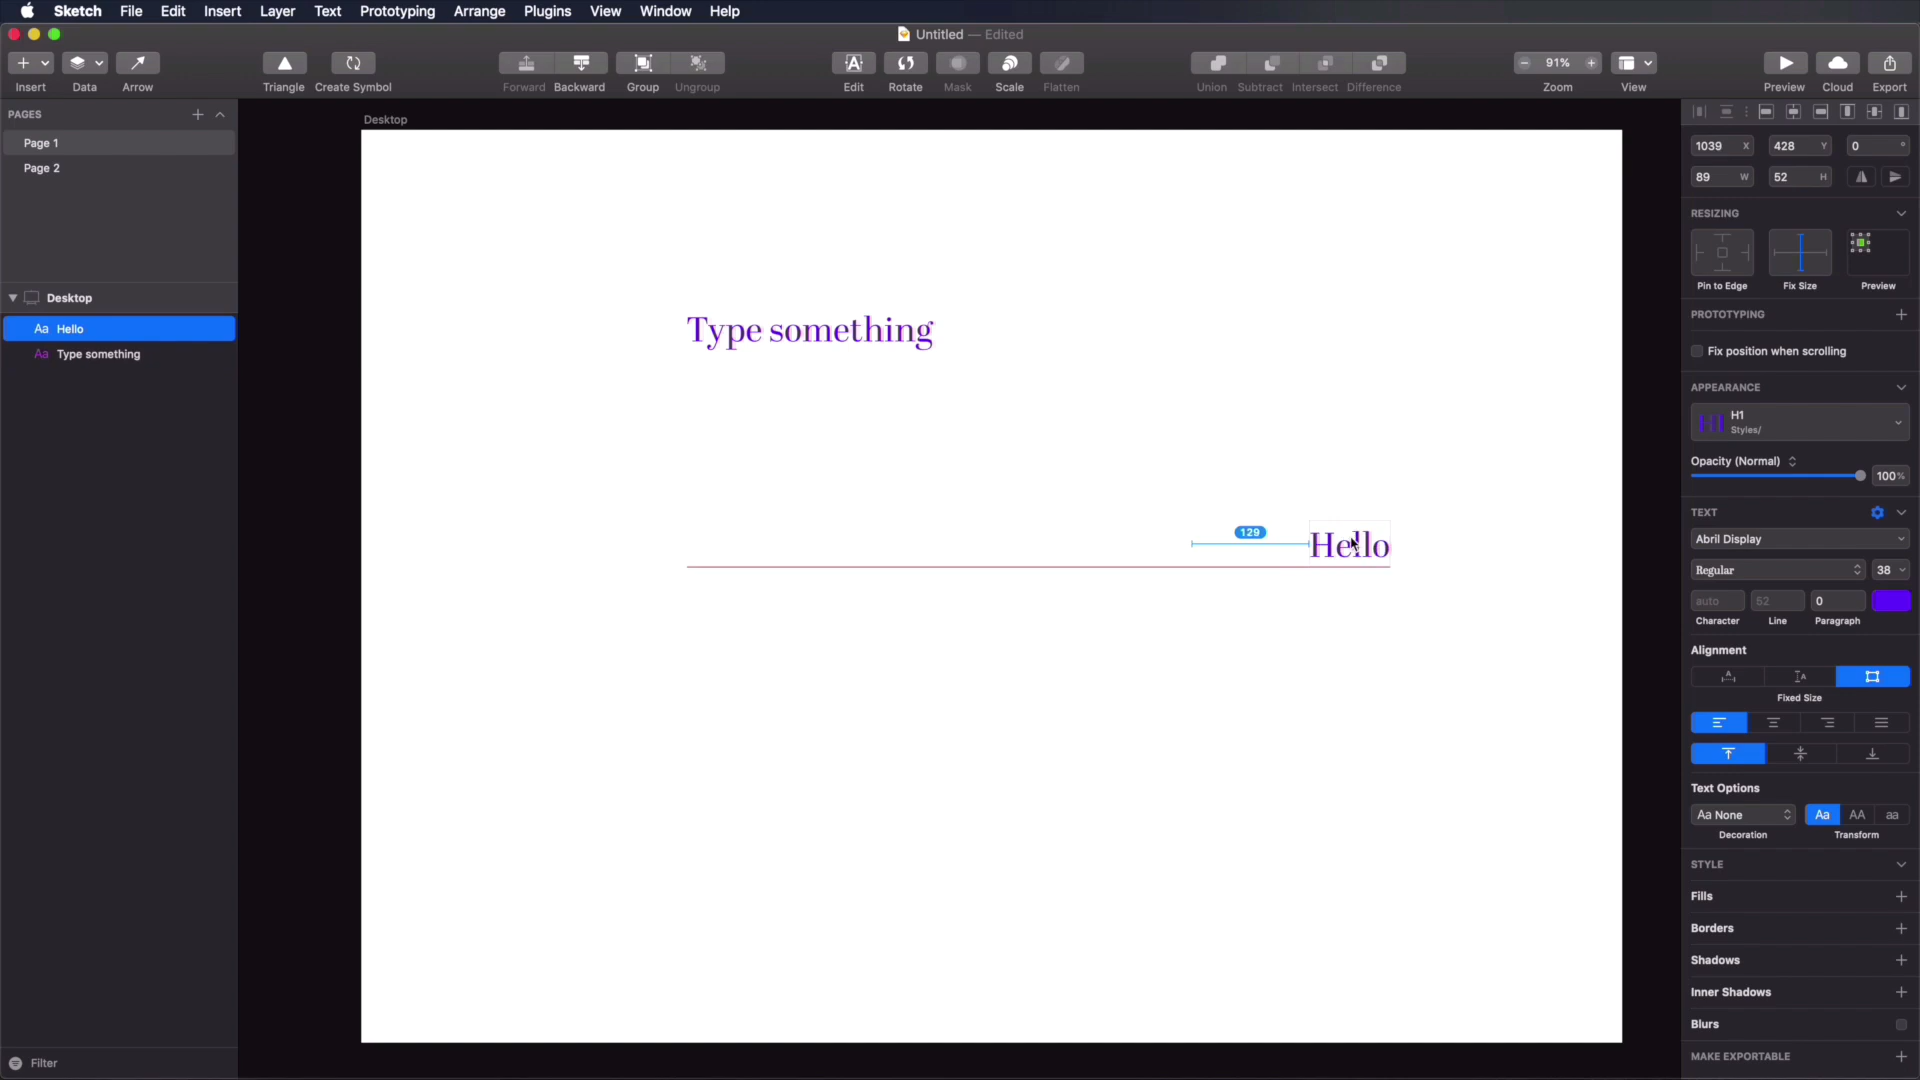 Sketch File Edit Insert Layer Text Prototyping Arrange Plugins View Window Help
Untitled — Edited
91%
Insert Data Arrow Triangle Create Symbol Forward Backward Group Ungroup Edit Rotate Mask Scale Flatten Union Subtract Intersect Difference Zoom View Preview Cloud Export
PAGES
Page 1
Page 2
Desktop
Aa Hello
Aa Type something
Filter
Desktop
Type something
129
Hello
1039 X 428 Y 0 °
89 W 52 H
RESIZING
Pin to Edge Fix Size Preview
PROTOTYPING
Fix position when scrolling
APPEARANCE
H1
Styles/
Opacity (Normal)
100%
TEXT
Abril Display
Regular 38
auto 52 0
Character Line Paragraph
Alignment
Fixed Size
Text Options
Aa None Aa AA aa
Decoration Transform
STYLE
Fills
Borders
Shadows
Inner Shadows
Blurs
MAKE EXPORTABLE